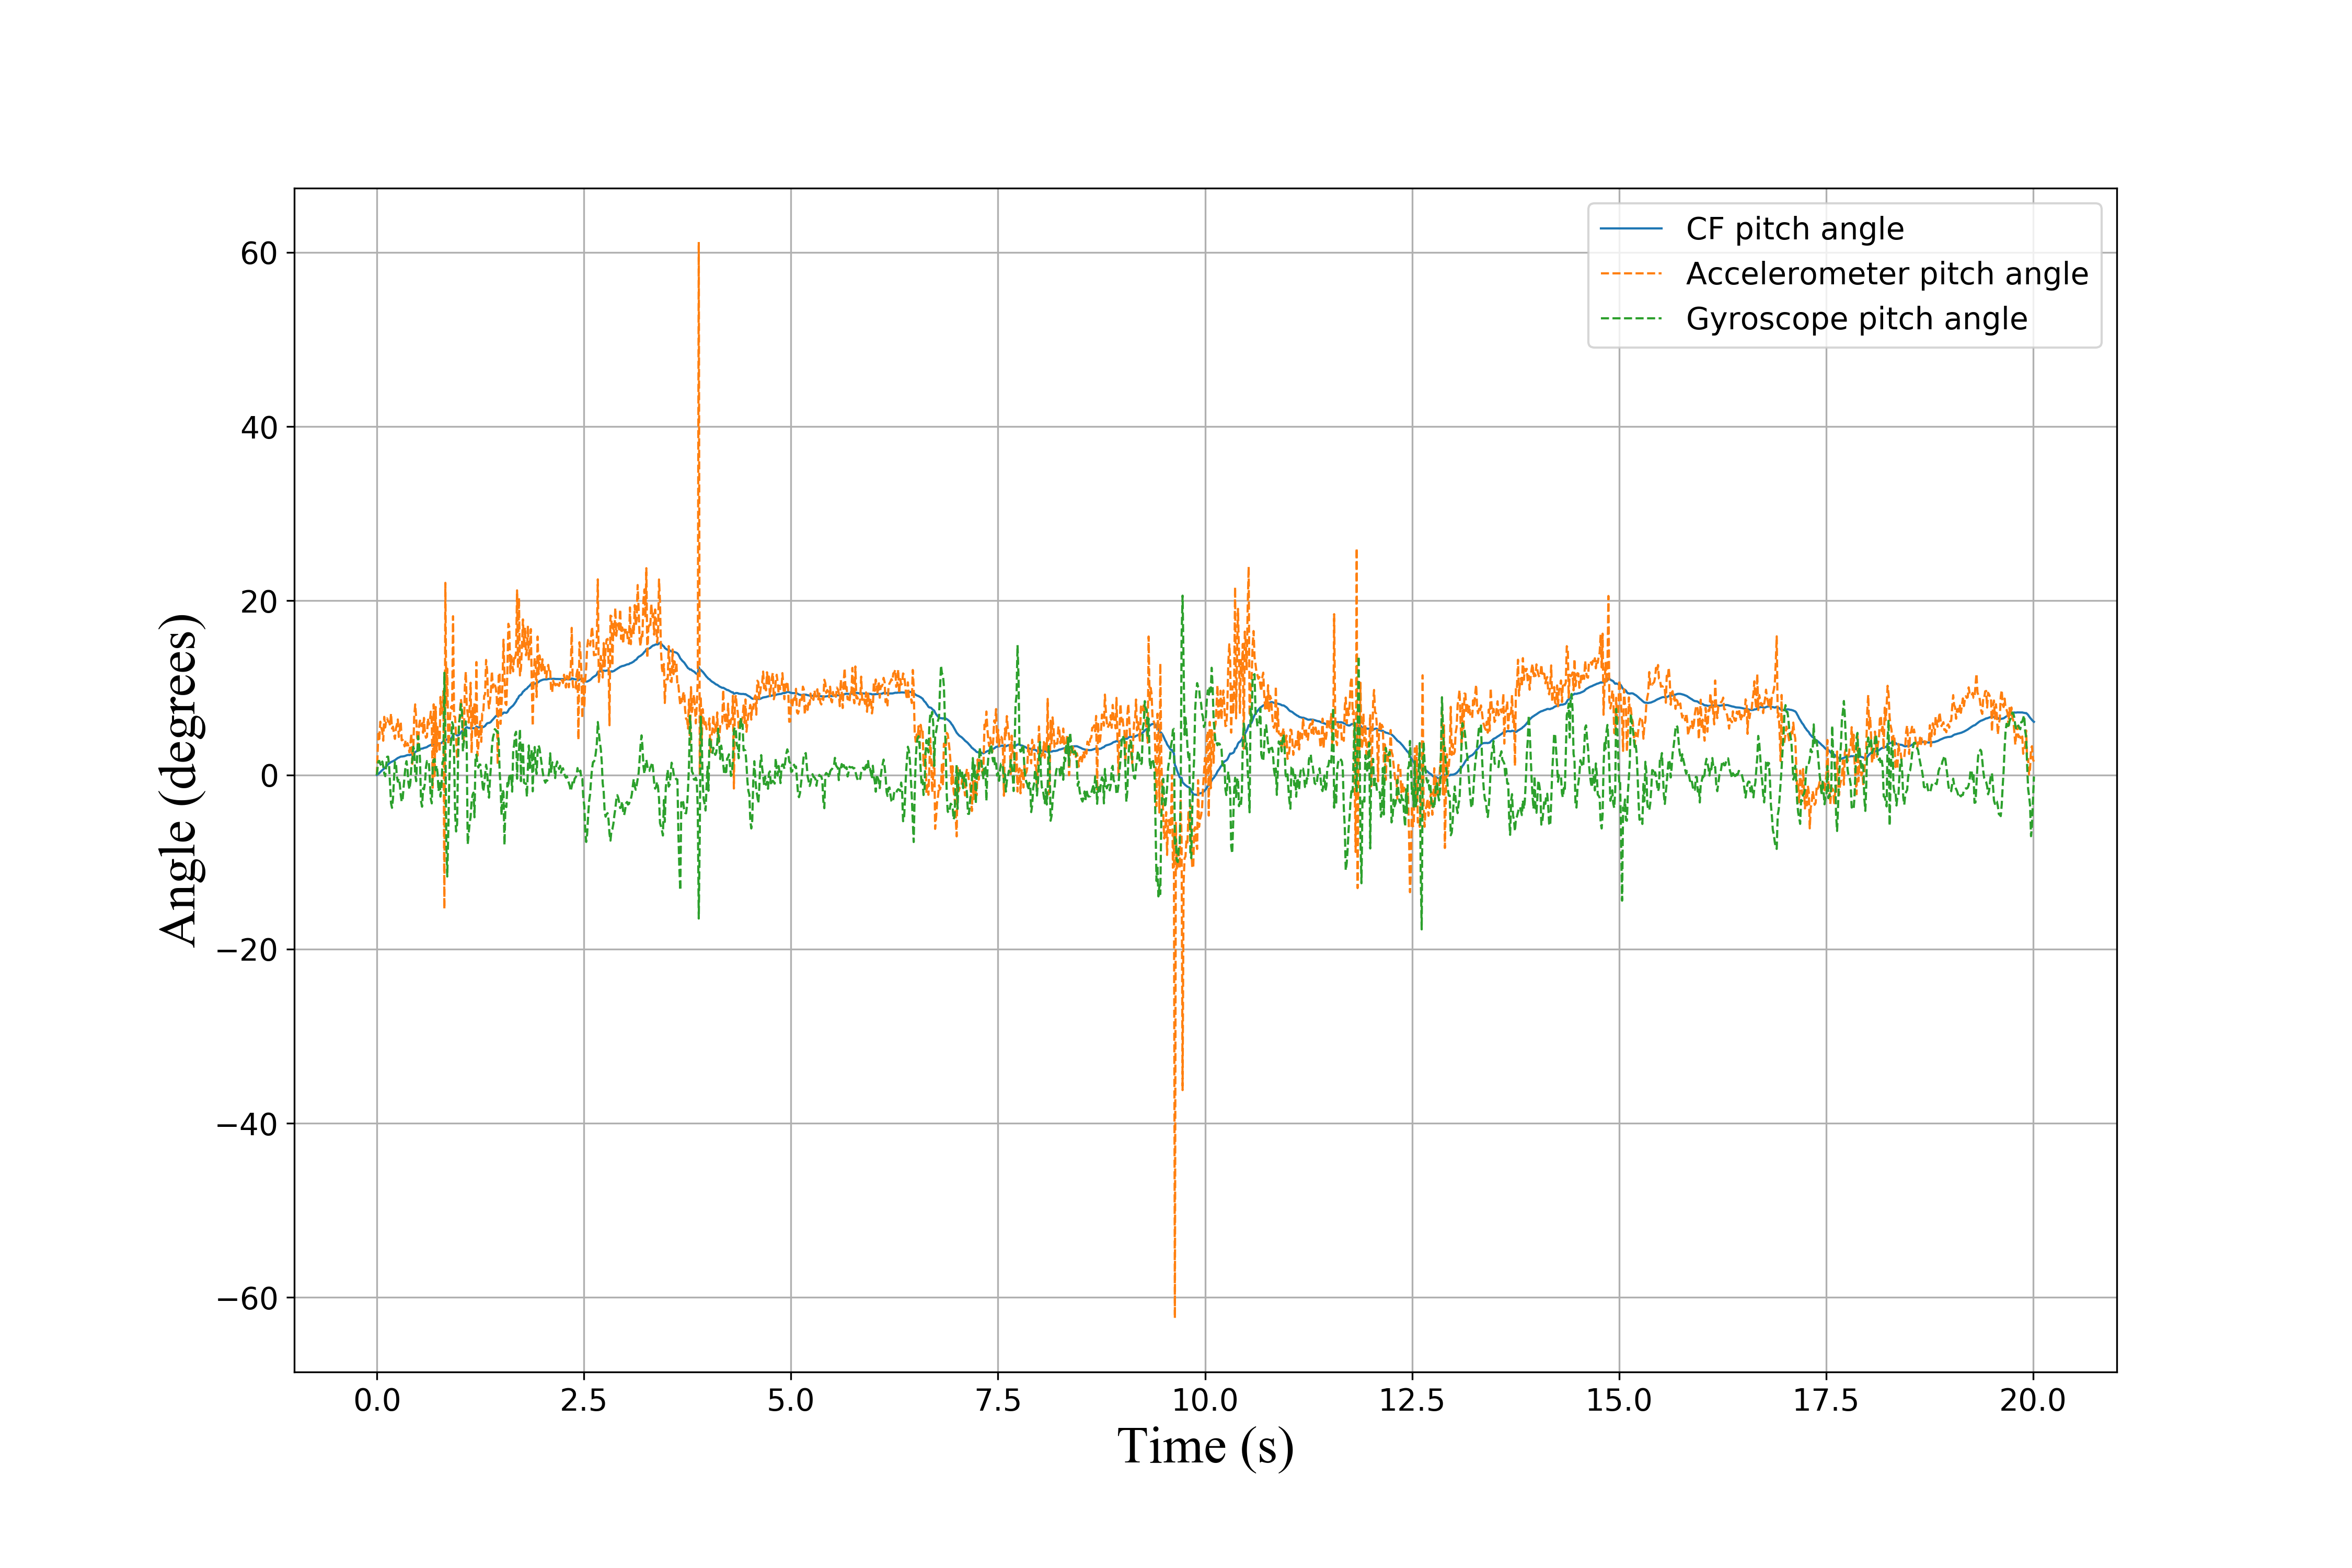 CF pitch angle
Accelerometer pitch angle
Gyroscope pitch angle
60
40
20
0
−20
−40
−60
Angle (degrees)
0.0 2.5 5.0 7.5 10.0 12.5 15.0 17.5 20.0
Time (s)